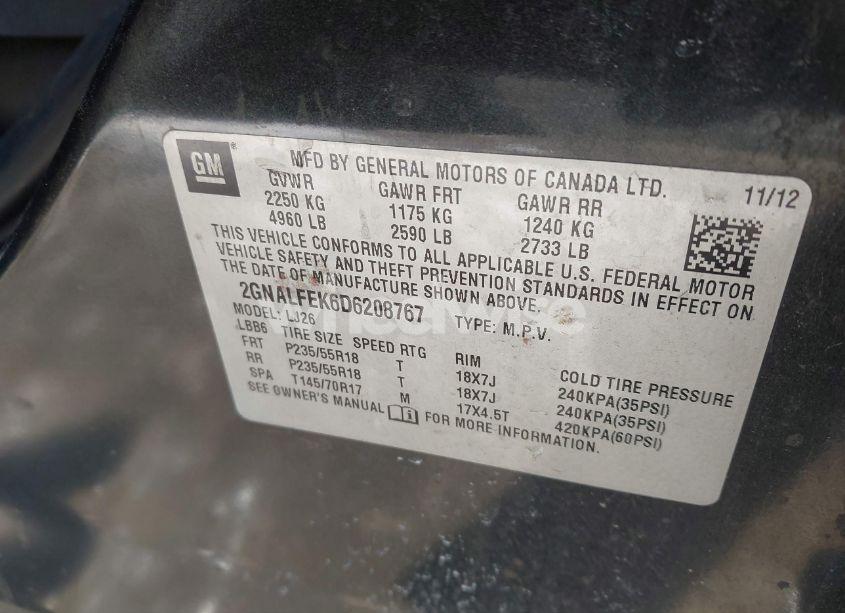 GM
MFD BY GENERAL MOTORS OF CANADA LTD. 11/12
GVWR GAWR FRT GAWR RR
2250 KG 1175 KG 1240 KG
4960 LB 2590 LB 2733 LB
THIS VEHICLE CONFORMS TO ALL APPLICABLE U.S. FEDERAL MOTOR
VEHICLE SAFETY AND THEFT PREVENTION STANDARDS IN EFFECT ON
THE DATE OF MANUFACTURE SHOWN ABOVE.
2GNALFEK6D6208767 TYPE: M.P.V.
MODEL: LJ26
LBB6 TIRE SIZE SPEED RTG RIM COLD TIRE PRESSURE
FRT P235/55R18 T 18X7J 240KPA(35PSI)
RR P235/55R18 T 18X7J 240KPA(35PSI)
SPA T145/70R17 M 17X4.5T 420KPA(60PSI)
SEE OWNER'S MANUAL FOR MORE INFORMATION.